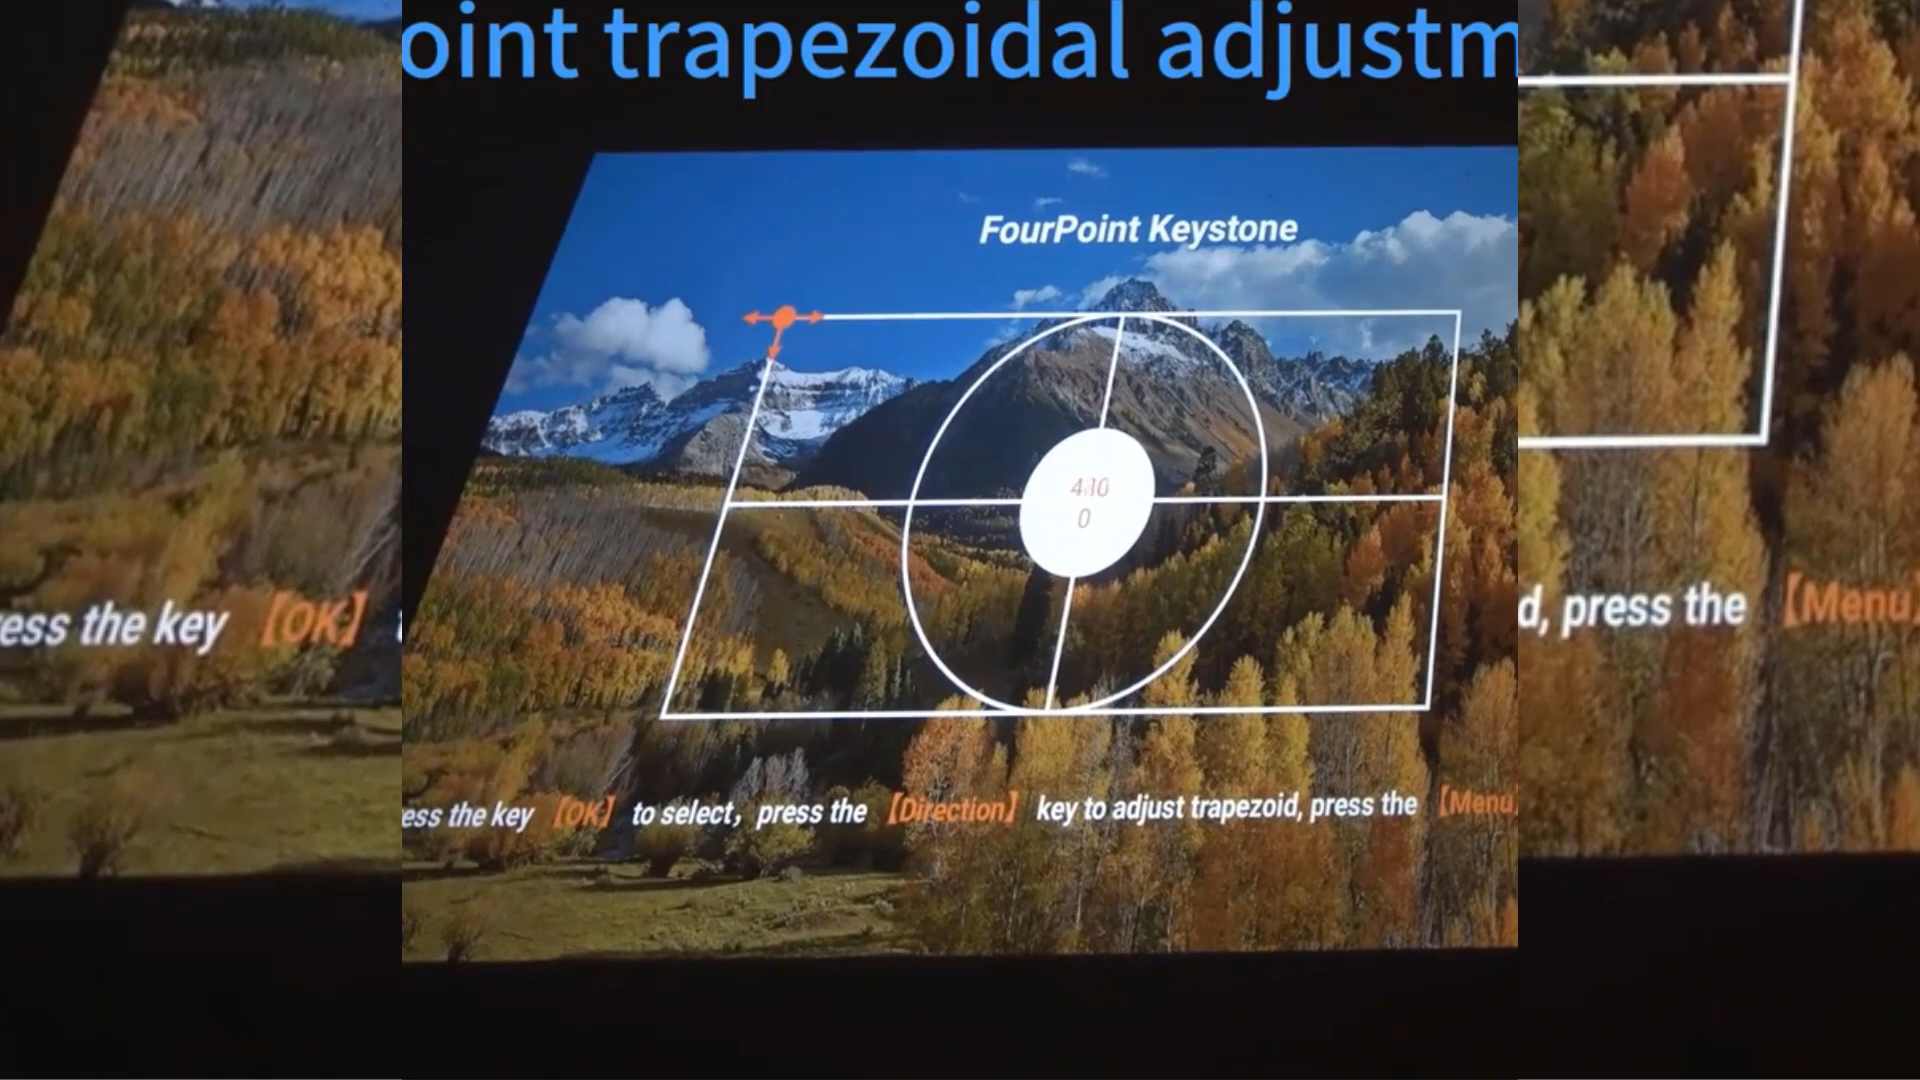 oint trapezoidal adjustm
FourPoint Keystone
0
ess the key 【OK】 to select, press the 【Direction】 key to adjust trapezoid, press the 【Menu】
ess the key 【OK】
d, press the 【Menu】